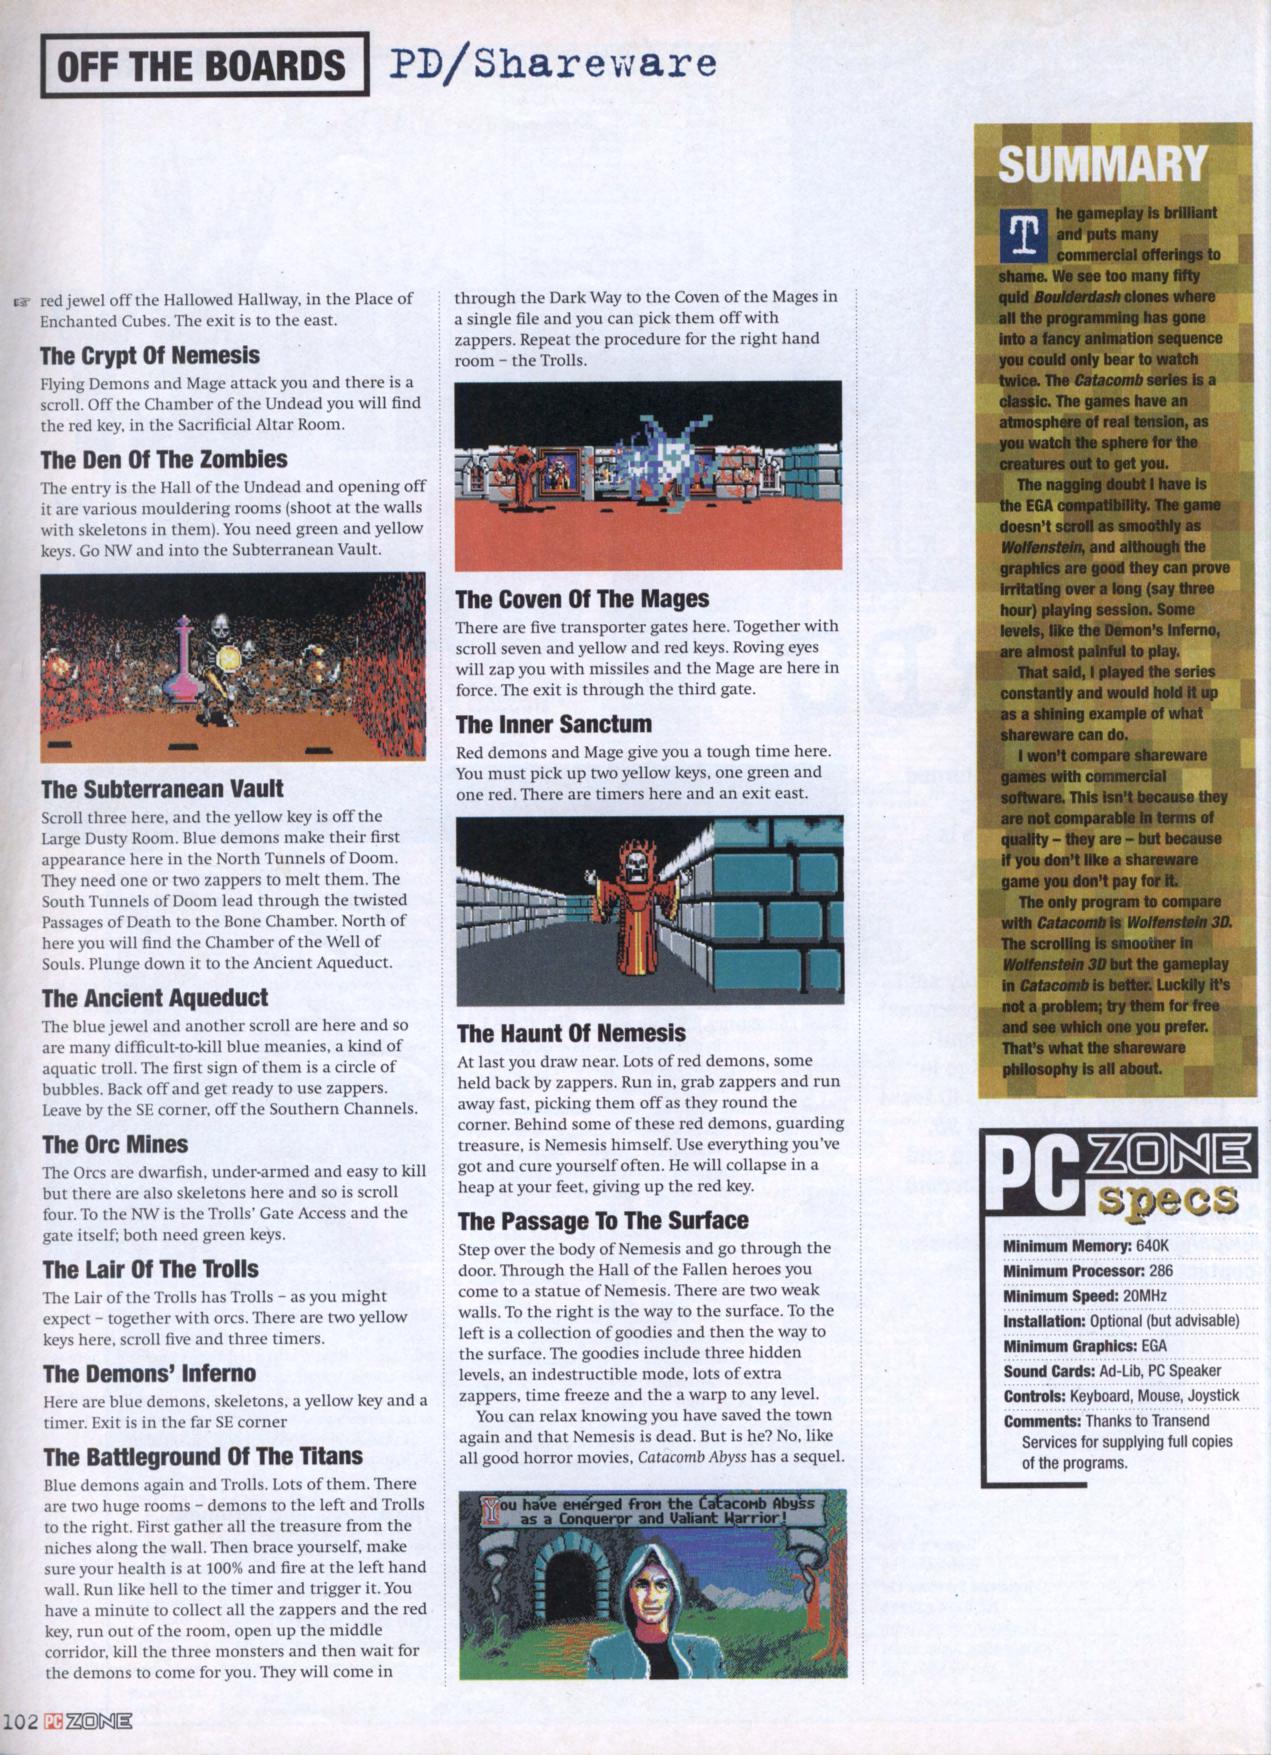 OFF THE BOARDS PD/Shareware
☞ red jewel off the Hallowed Hallway, in the Place of
Enchanted Cubes. The exit is to the east.
The Crypt Of Nemesis
Flying Demons and Mage attack you and there is a
scroll. Off the Chamber of the Undead you will find
the red key, in the Sacrificial Altar Room.
The Den Of The Zombies
The entry is the Hall of the Undead and opening off
it are various mouldering rooms (shoot at the walls
with skeletons in them). You need green and yellow
keys. Go NW and into the Subterranean Vault.
The Subterranean Vault
Scroll three here, and the yellow key is off the
Large Dusty Room. Blue demons make their first
appearance here in the North Tunnels of Doom.
They need one or two zappers to melt them. The
South Tunnels of Doom lead through the twisted
Passages of Death to the Bone Chamber. North of
here you will find the Chamber of the Well of
Souls. Plunge down it to the Ancient Aqueduct.
The Ancient Aqueduct
The blue jewel and another scroll are here and so
are many difficult-to-kill blue meanies, a kind of
aquatic troll. The first sign of them is a circle of
bubbles. Back off and get ready to use zappers.
Leave by the SE corner, off the Southern Channels.
The Orc Mines
The Orcs are dwarfish, under-armed and easy to kill
but there are also skeletons here and so is scroll
four. To the NW is the Trolls' Gate Access and the
gate itself; both need green keys.
The Lair Of The Trolls
The Lair of the Trolls has Trolls – as you might
expect – together with orcs. There are two yellow
keys here, scroll five and three timers.
The Demons' Inferno
Here are blue demons, skeletons, a yellow key and a
timer. Exit is in the far SE corner
The Battleground Of The Titans
Blue demons again and Trolls. Lots of them. There
are two huge rooms – demons to the left and Trolls
to the right. First gather all the treasure from the
niches along the wall. Then brace yourself, make
sure your health is at 100% and fire at the left hand
wall. Run like hell to the timer and trigger it. You
have a minute to collect all the zappers and the red
key, run out of the room, open up the middle
corridor, kill the three monsters and then wait for
the demons to come for you. They will come in
through the Dark Way to the Coven of the Mages in
a single file and you can pick them off with
zappers. Repeat the procedure for the right hand
room – the Trolls.
The Coven Of The Mages
There are five transporter gates here. Together with
scroll seven and yellow and red keys. Roving eyes
will zap you with missiles and the Mage are here in
force. The exit is through the third gate.
The Inner Sanctum
Red demons and Mage give you a tough time here.
You must pick up two yellow keys, one green and
one red. There are timers here and an exit east.
The Haunt Of Nemesis
At last you draw near. Lots of red demons, some
held back by zappers. Run in, grab zappers and run
away fast, picking them off as they round the
corner. Behind some of these red demons, guarding
treasure, is Nemesis himself. Use everything you've
got and cure yourself often. He will collapse in a
heap at your feet, giving up the red key.
The Passage To The Surface
Step over the body of Nemesis and go through the
door. Through the Hall of the Fallen heroes you
come to a statue of Nemesis. There are two weak
walls. To the right is the way to the surface. To the
left is a collection of goodies and then the way to
the surface. The goodies include three hidden
levels, an indestructible mode, lots of extra
zappers, time freeze and the a warp to any level.
You can relax knowing you have saved the town
again and that Nemesis is dead. But is he? No, like
all good horror movies, Catacomb Abyss has a sequel.
You have emerged from the Catacomb Abyss
as a Conqueror and Valiant Warrior!
SUMMARY
The gameplay is brilliant
and puts many
commercial offerings to
shame. We see too many fifty
quid Boulderdash clones where
all the programming has gone
into a fancy animation sequence
you could only bear to watch
twice. The Catacomb series is a
classic. The games have an
atmosphere of real tension, as
you watch the sphere for the
creatures out to get you.
The nagging doubt I have is
the EGA compatibility. The game
doesn't scroll as smoothly as
Wolfenstein, and although the
graphics are good they can prove
irritating over a long (say three
hour) playing session. Some
levels, like the Demon's Inferno,
are almost painful to play.
That said, I played the series
constantly and would hold it up
as a shining example of what
shareware can do.
I won't compare shareware
games with commercial
software. This isn't because they
are not comparable in terms of
quality – they are – but because
if you don't like a shareware
game you don't pay for it.
The only program to compare
with Catacomb is Wolfenstein 3D.
The scrolling is smoother in
Wolfenstein 3D but the gameplay
in Catacomb is better. Luckily it's
not a problem; try them for free
and see which one you prefer.
That's what the shareware
philosophy is all about.
PC ZONE
specs
Minimum Memory: 640K
Minimum Processor: 286
Minimum Speed: 20MHz
Installation: Optional (but advisable)
Minimum Graphics: EGA
Sound Cards: Ad-Lib, PC Speaker
Controls: Keyboard, Mouse, Joystick
Comments: Thanks to Transend
Services for supplying full copies
of the programs.
102 PC ZONE